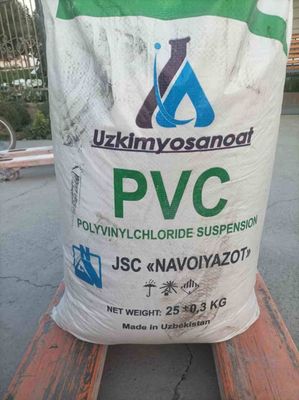 Uzkimyosanoat
PVC
POLYVINYLCHLORIDE SUSPENSION
JSC «NAVOIYAZOT»
NET WEIGHT: 25 ±0,3 KG
Made in Uzbekistan